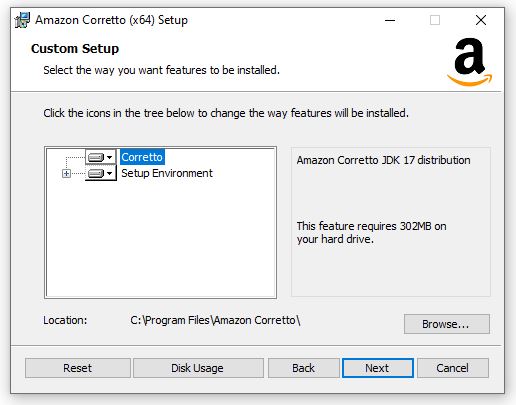 Amazon Corretto (x64) Setup
Custom Setup
Select the way you want features to be installed.
a
Click the icons in the tree below to change the way features will be installed.
Corretto
Setup Environment
Amazon Corretto JDK 17 distribution
This feature requires 302MB on
your hard drive.
Location:
C:\Program Files\Amazon Corretto\
Browse...
Reset
Disk Usage
Back
Next
Cancel